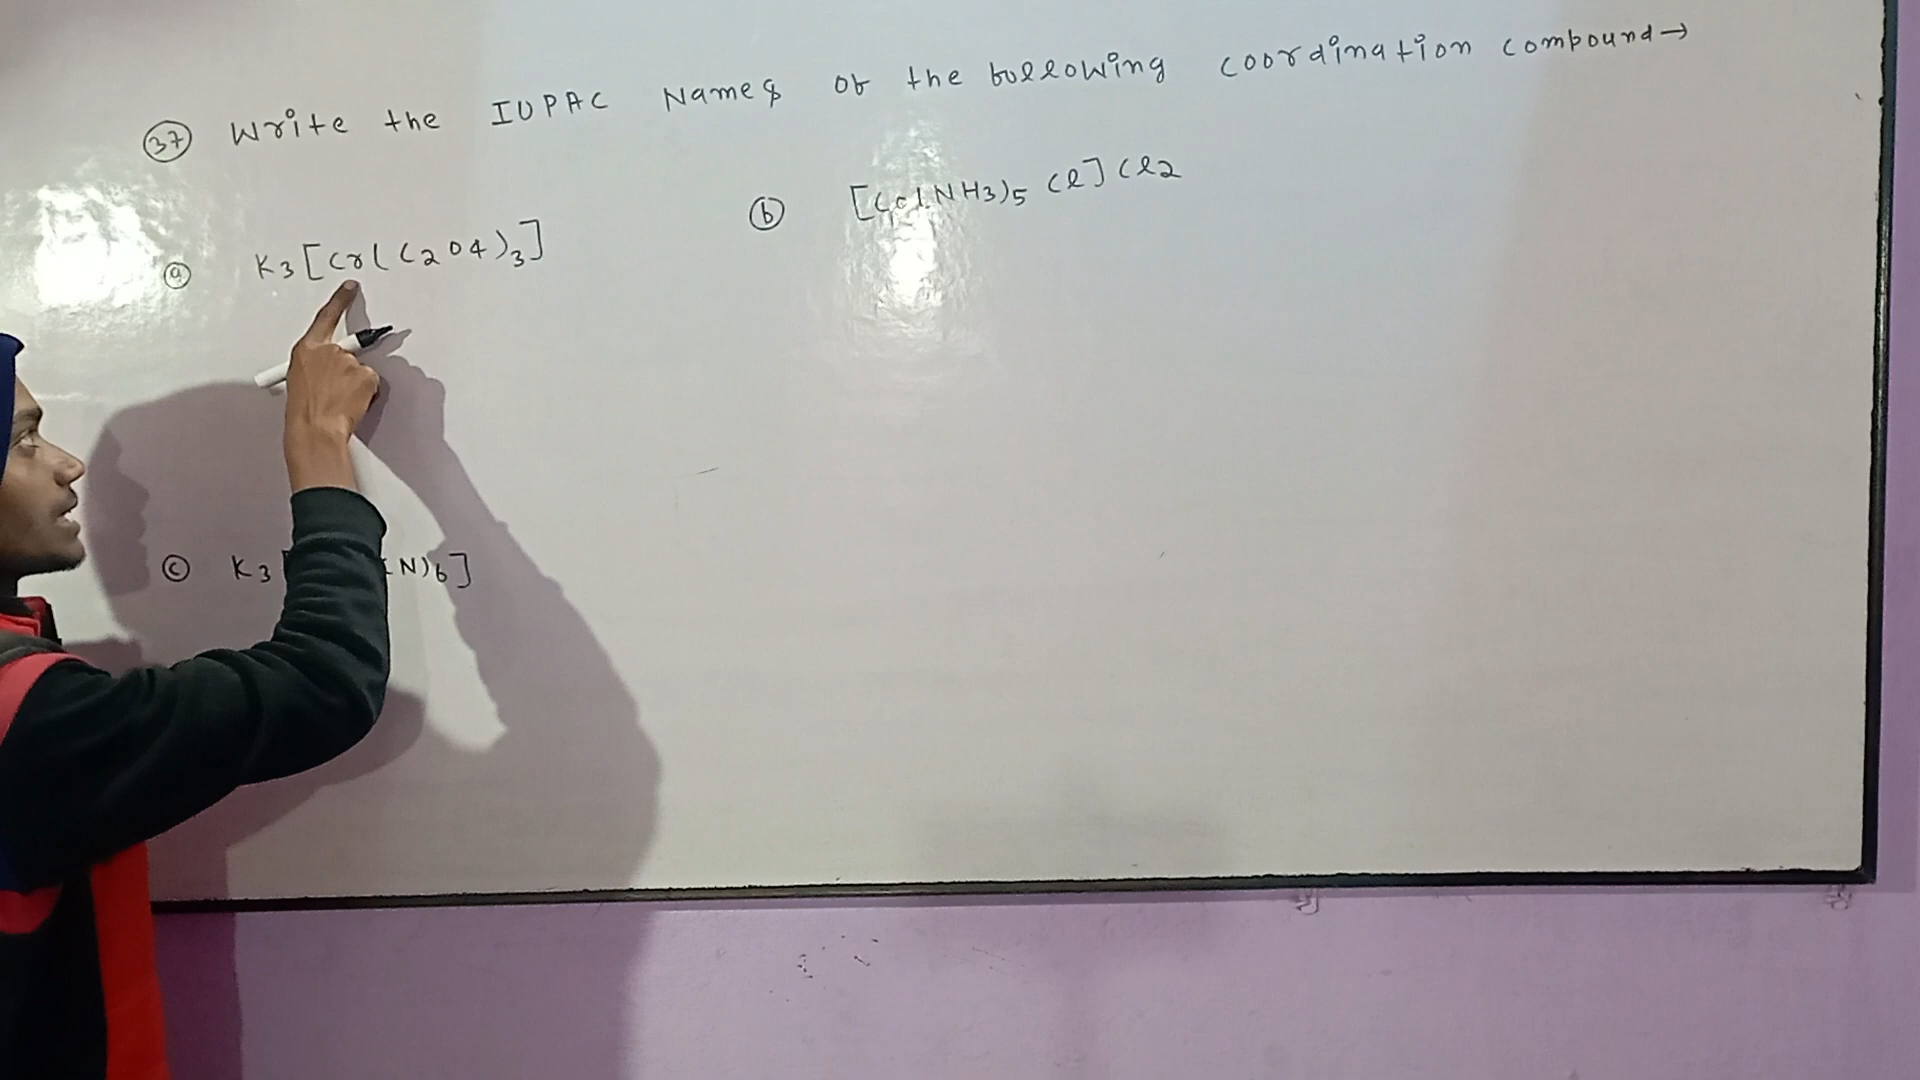 37 Write the IUPAC Names of the following coordination compound→
a K3[Cr(C2O4)3]
b [Co(NH3)5 Cl] Cl2
c K3 N)6]